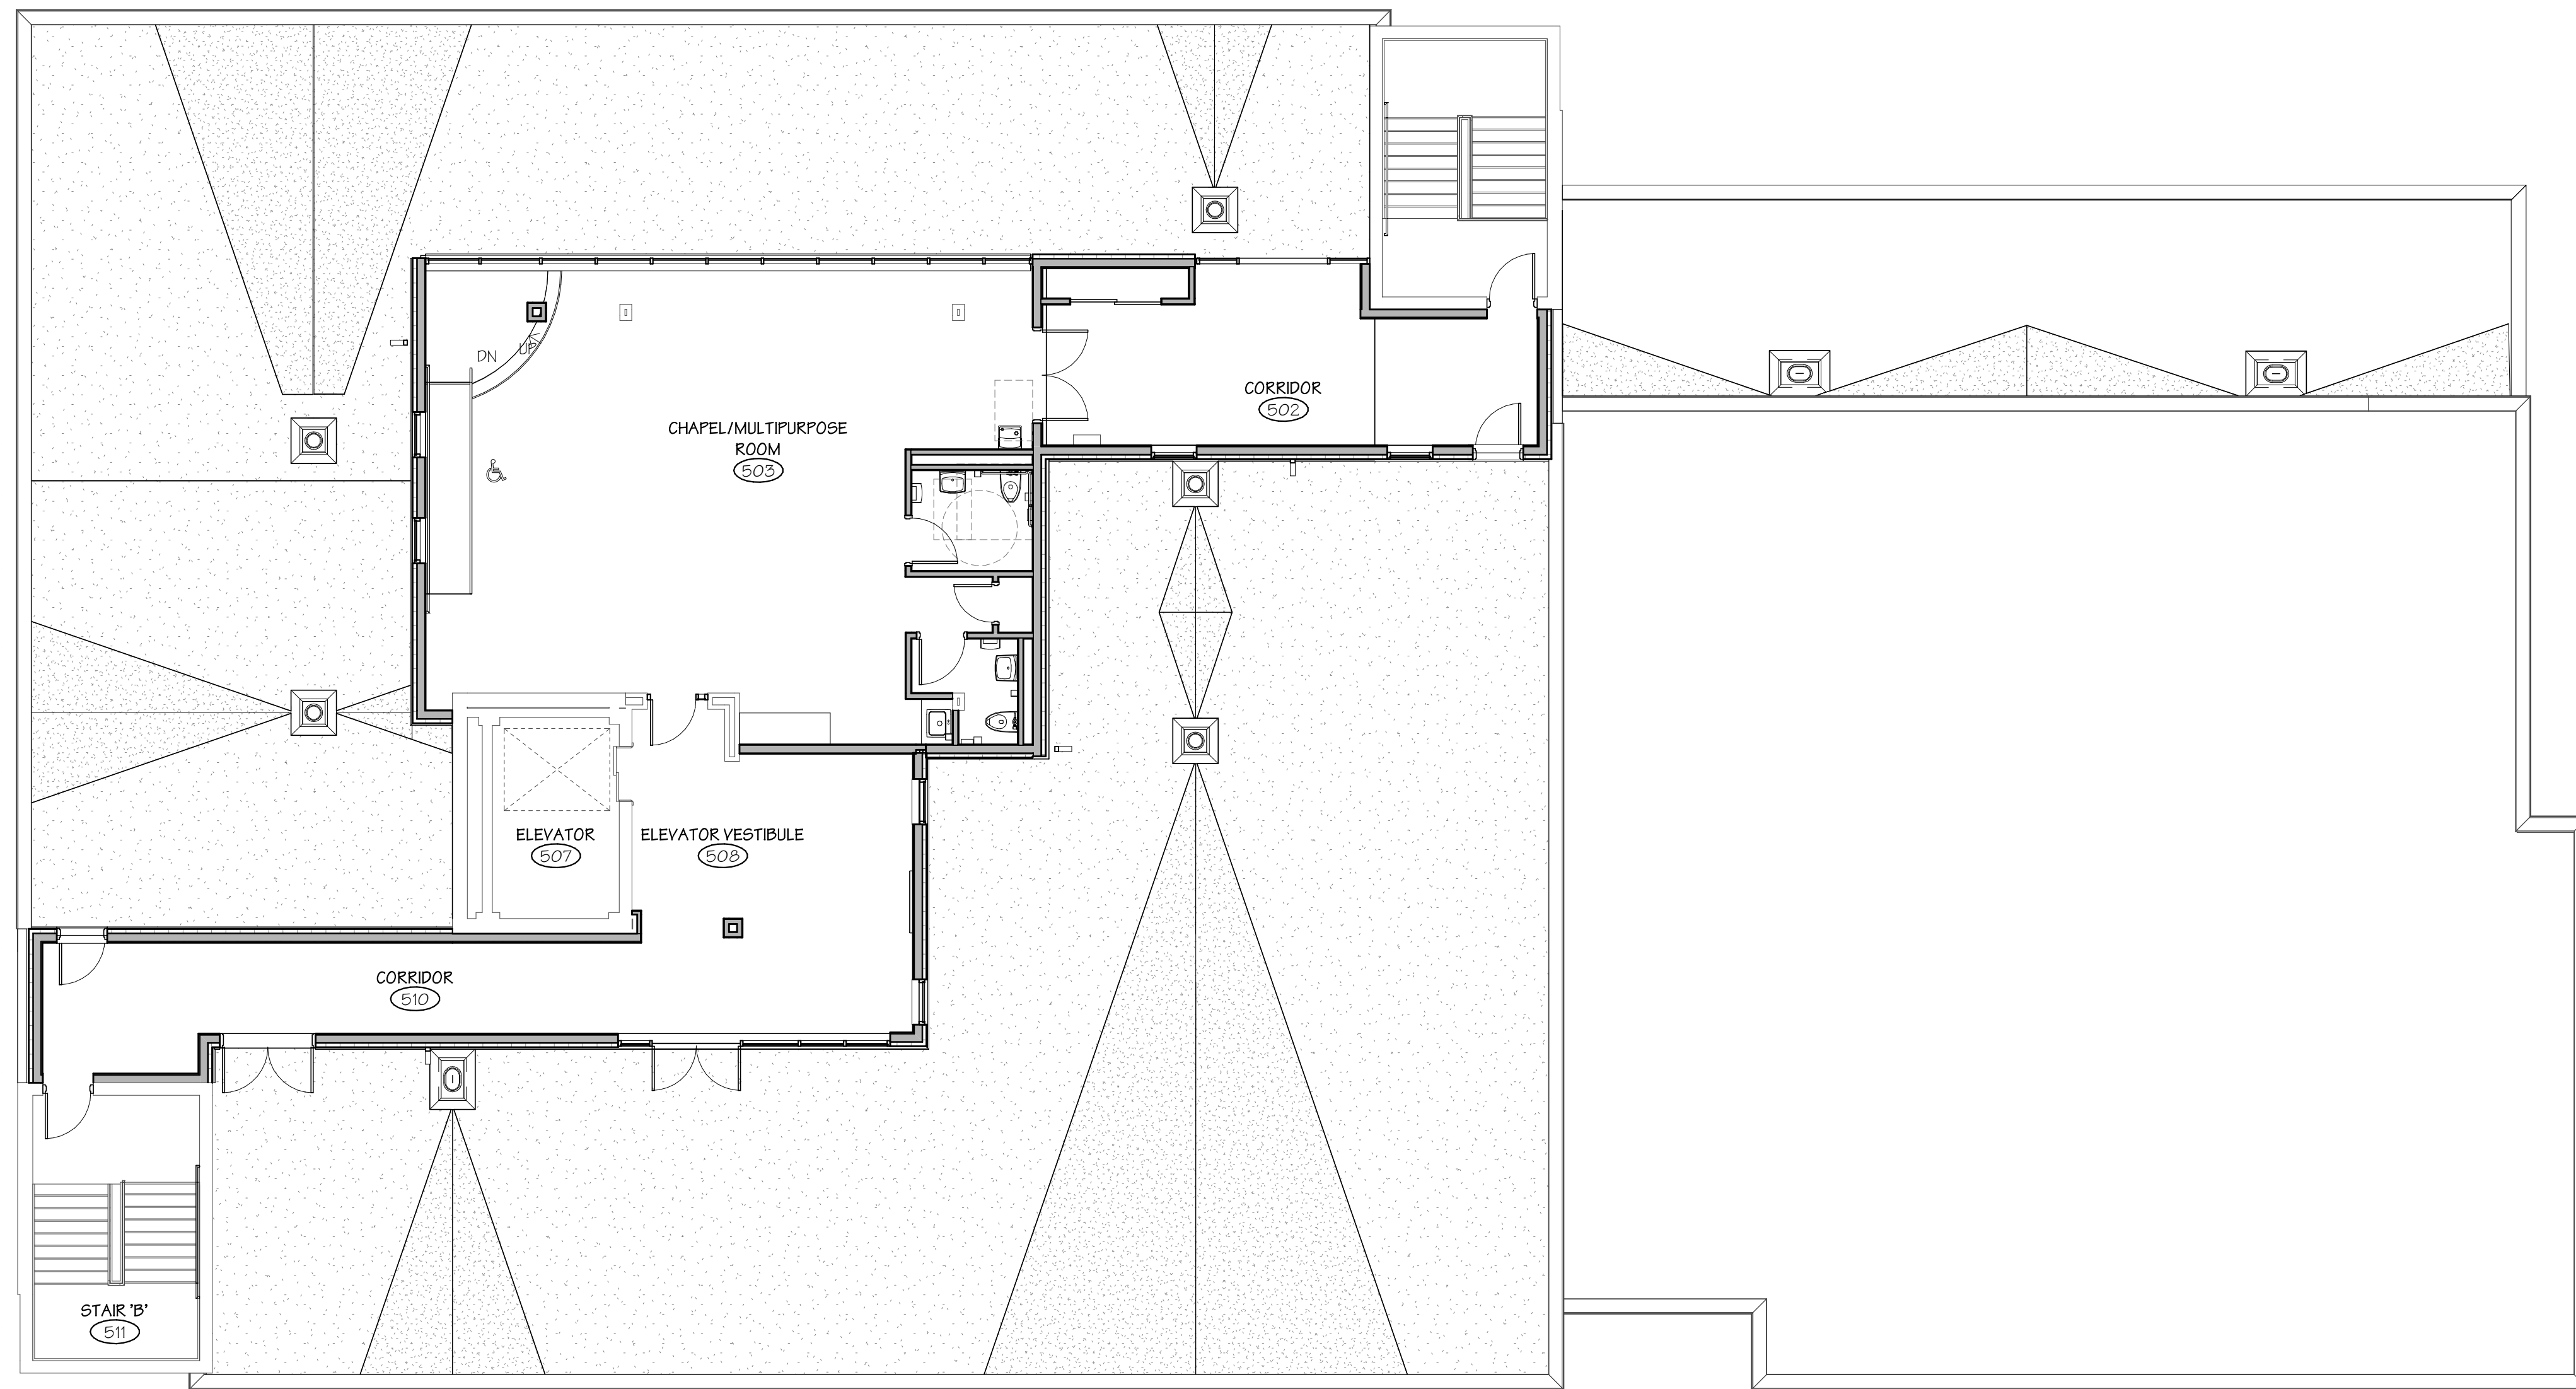 DN
UP
CORRIDOR
502
CHAPEL/MULTIPURPOSE
ROOM
503
ELEVATOR
507
ELEVATOR VESTIBULE
508
CORRIDOR
510
STAIR 'B'
511